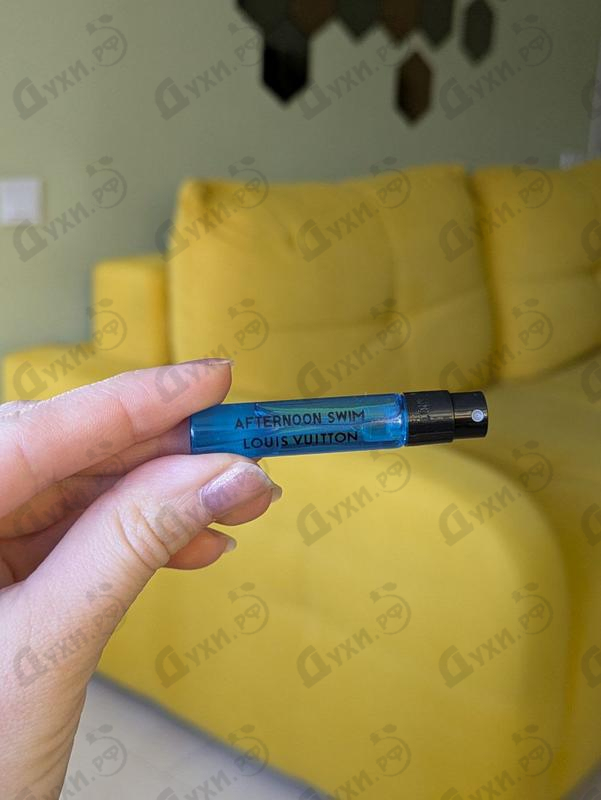 AFTERNOON SWIM
LOUIS VUITTON
Духи.рф